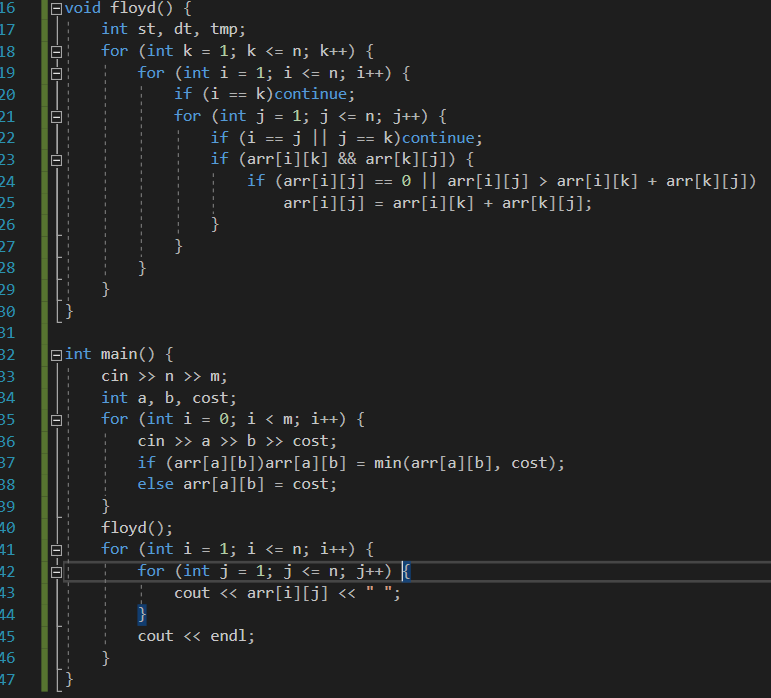 16 void floyd() {
17 int st, dt, tmp;
18 for (int k = 1; k <= n; k++) {
19 for (int i = 1; i <= n; i++) {
20 if (i == k)continue;
21 for (int j = 1; j <= n; j++) {
22 if (i == j || j == k)continue;
23 if (arr[i][k] && arr[k][j]) {
24 if (arr[i][j] == 0 || arr[i][j] > arr[i][k] + arr[k][j])
25 arr[i][j] = arr[i][k] + arr[k][j];
26 }
27 }
28 }
29 }
30 }
31
32 int main() {
33 cin >> n >> m;
34 int a, b, cost;
35 for (int i = 0; i < m; i++) {
36 cin >> a >> b >> cost;
37 if (arr[a][b])arr[a][b] = min(arr[a][b], cost);
38 else arr[a][b] = cost;
39 }
40 floyd();
41 for (int i = 1; i <= n; i++) {
42 for (int j = 1; j <= n; j++) {
43 cout << arr[i][j] << " ";
44 }
45 cout << endl;
46 }
47 }